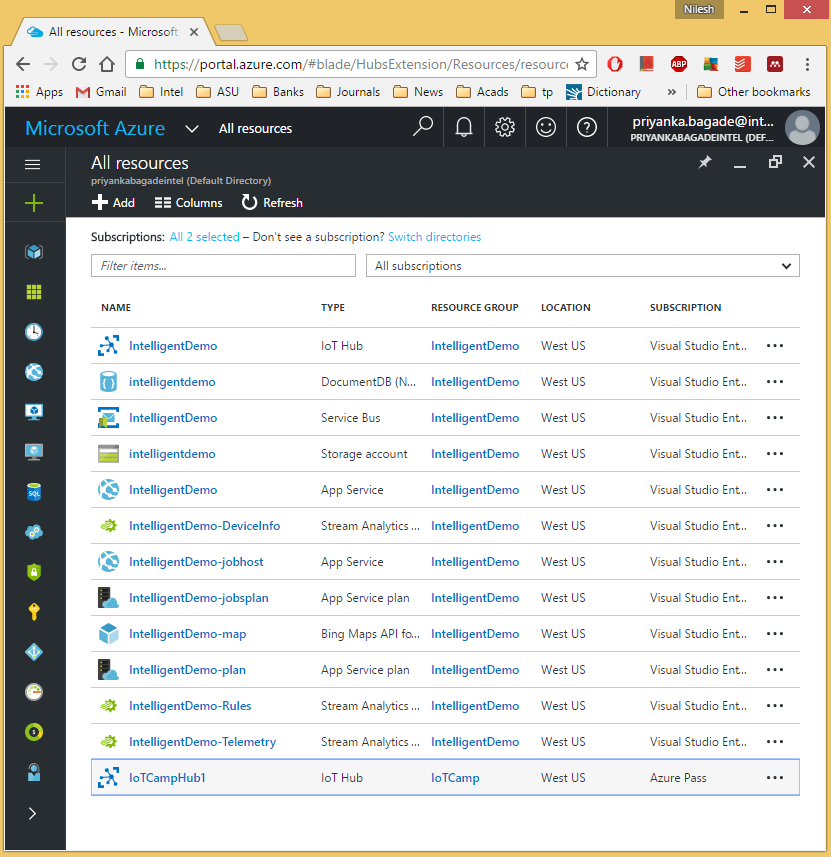 Nilesh
All resources - Microsoft
https://portal.azure.com/#blade/HubsExtension/Resources/resource
ABP
Apps Gmail Intel ASU Banks Journals News Acads tp Dictionary » Other bookmarks
Microsoft Azure All resources priyanka.bagade@int...
PRIYANKABAGADEINTEL (DEF...
All resources
priyankabagadeintel (Default Directory)
Add Columns Refresh
Subscriptions: All 2 selected – Don't see a subscription? Switch directories
Filter items... All subscriptions
NAME TYPE RESOURCE GROUP LOCATION SUBSCRIPTION
IntelligentDemo IoT Hub IntelligentDemo West US Visual Studio Ent... ...
intelligentdemo DocumentDB (N... IntelligentDemo West US Visual Studio Ent... ...
IntelligentDemo Service Bus IntelligentDemo West US Visual Studio Ent... ...
intelligentdemo Storage account IntelligentDemo West US Visual Studio Ent... ...
IntelligentDemo App Service IntelligentDemo West US Visual Studio Ent... ...
IntelligentDemo-DeviceInfo Stream Analytics ... IntelligentDemo West US Visual Studio Ent... ...
IntelligentDemo-jobhost App Service IntelligentDemo West US Visual Studio Ent... ...
IntelligentDemo-jobsplan App Service plan IntelligentDemo West US Visual Studio Ent... ...
IntelligentDemo-map Bing Maps API fo... IntelligentDemo West US Visual Studio Ent... ...
IntelligentDemo-plan App Service plan IntelligentDemo West US Visual Studio Ent... ...
IntelligentDemo-Rules Stream Analytics ... IntelligentDemo West US Visual Studio Ent... ...
IntelligentDemo-Telemetry Stream Analytics ... IntelligentDemo West US Visual Studio Ent... ...
IoTCampHub1 IoT Hub IoTCamp West US Azure Pass ...
SQL